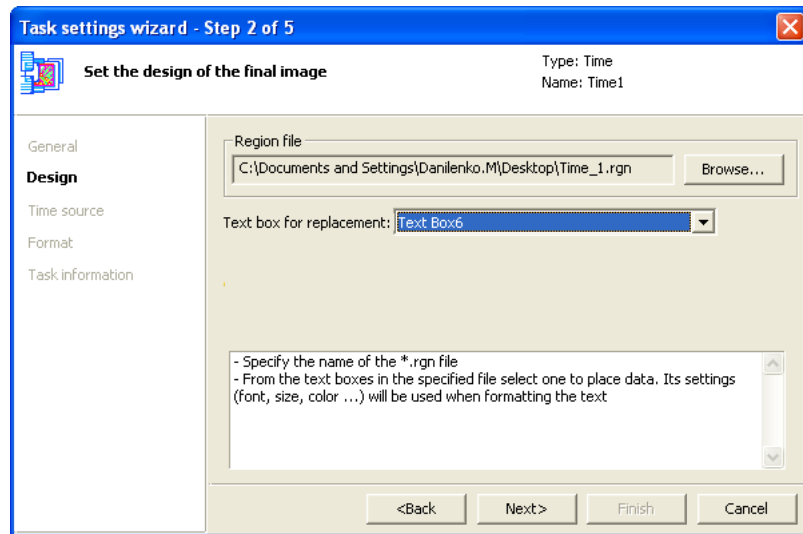 Task settings wizard - Step 2 of 5
Set the design of the final image
Type: Time
Name: Time1
General
Design
Time source
Format
Task information
Region file
C:\Documents and Settings\Danilenko.M\Desktop\Time_1.rgn
Browse...
Text box for replacement: Text Box6
- Specify the name of the *.rgn file
- From the text boxes in the specified file select one to place data. Its settings
(font, size, color ...) will be used when formatting the text
<Back
Next>
Finish
Cancel